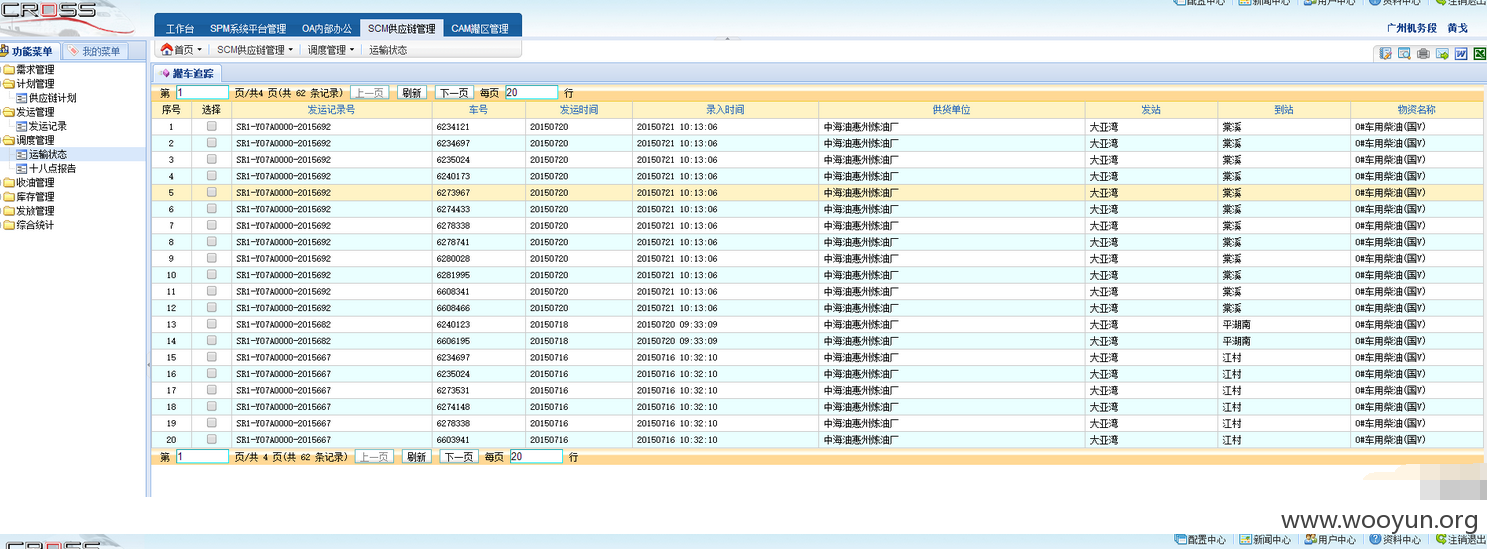 CROSS
配置中心 新闻中心 用户中心 资料中心 注销退出
工作台 SPM系统平台管理 OA内部办公 SCM供应链管理 CAM罐区管理
广州机务段 黄戈
功能菜单 我的菜单
首页 SCM供应链管理 调度管理 运输状态
需求管理
计划管理
供应链计划
发运管理
发运记录
调度管理
运输状态
十八点报告
收油管理
库存管理
发放管理
综合统计
罐车追踪
第 1 页/共4 页(共 62 条记录) 上一页 刷新 下一页 每页 20 行
序号 选择 发运记录号 车号 发运时间 录入时间 供货单位 发站 到站 物资名称
1 SR1-Y07A0000-2015692 6234121 20150720 20150721 10:13:06 中海油惠州炼油厂 大亚湾 棠溪 0#车用柴油(国V)
2 SR1-Y07A0000-2015692 6234697 20150720 20150721 10:13:06 中海油惠州炼油厂 大亚湾 棠溪 0#车用柴油(国V)
3 SR1-Y07A0000-2015692 6235024 20150720 20150721 10:13:06 中海油惠州炼油厂 大亚湾 棠溪 0#车用柴油(国V)
4 SR1-Y07A0000-2015692 6240173 20150720 20150721 10:13:06 中海油惠州炼油厂 大亚湾 棠溪 0#车用柴油(国V)
5 SR1-Y07A0000-2015692 6273967 20150720 20150721 10:13:06 中海油惠州炼油厂 大亚湾 棠溪 0#车用柴油(国V)
6 SR1-Y07A0000-2015692 6274433 20150720 20150721 10:13:06 中海油惠州炼油厂 大亚湾 棠溪 0#车用柴油(国V)
7 SR1-Y07A0000-2015692 6278338 20150720 20150721 10:13:06 中海油惠州炼油厂 大亚湾 棠溪 0#车用柴油(国V)
8 SR1-Y07A0000-2015692 6278741 20150720 20150721 10:13:06 中海油惠州炼油厂 大亚湾 棠溪 0#车用柴油(国V)
9 SR1-Y07A0000-2015692 6280028 20150720 20150721 10:13:06 中海油惠州炼油厂 大亚湾 棠溪 0#车用柴油(国V)
10 SR1-Y07A0000-2015692 6281995 20150720 20150721 10:13:06 中海油惠州炼油厂 大亚湾 棠溪 0#车用柴油(国V)
11 SR1-Y07A0000-2015692 6608341 20150720 20150721 10:13:06 中海油惠州炼油厂 大亚湾 棠溪 0#车用柴油(国V)
12 SR1-Y07A0000-2015692 6608466 20150720 20150721 10:13:06 中海油惠州炼油厂 大亚湾 棠溪 0#车用柴油(国V)
13 SR1-Y07A0000-2015682 6240123 20150718 20150720 09:33:09 中海油惠州炼油厂 大亚湾 平湖南 0#车用柴油(国V)
14 SR1-Y07A0000-2015682 6606195 20150718 20150720 09:33:09 中海油惠州炼油厂 大亚湾 平湖南 0#车用柴油(国V)
15 SR1-Y07A0000-2015667 6234697 20150716 20150716 10:32:10 中海油惠州炼油厂 大亚湾 江村 0#车用柴油(国V)
16 SR1-Y07A0000-2015667 6235024 20150716 20150716 10:32:10 中海油惠州炼油厂 大亚湾 江村 0#车用柴油(国V)
17 SR1-Y07A0000-2015667 6273531 20150716 20150716 10:32:10 中海油惠州炼油厂 大亚湾 江村 0#车用柴油(国V)
18 SR1-Y07A0000-2015667 6274148 20150716 20150716 10:32:10 中海油惠州炼油厂 大亚湾 江村 0#车用柴油(国V)
19 SR1-Y07A0000-2015667 6278338 20150716 20150716 10:32:10 中海油惠州炼油厂 大亚湾 江村 0#车用柴油(国V)
20 SR1-Y07A0000-2015667 6603941 20150716 20150716 10:32:10 中海油惠州炼油厂 大亚湾 江村 0#车用柴油(国V)
第 1 页/共 4 页(共 62 条记录) 上一页 刷新 下一页 每页 20 行
www.wooyun.org
CROSS 配置中心 新闻中心 用户中心 资料中心 注销退出